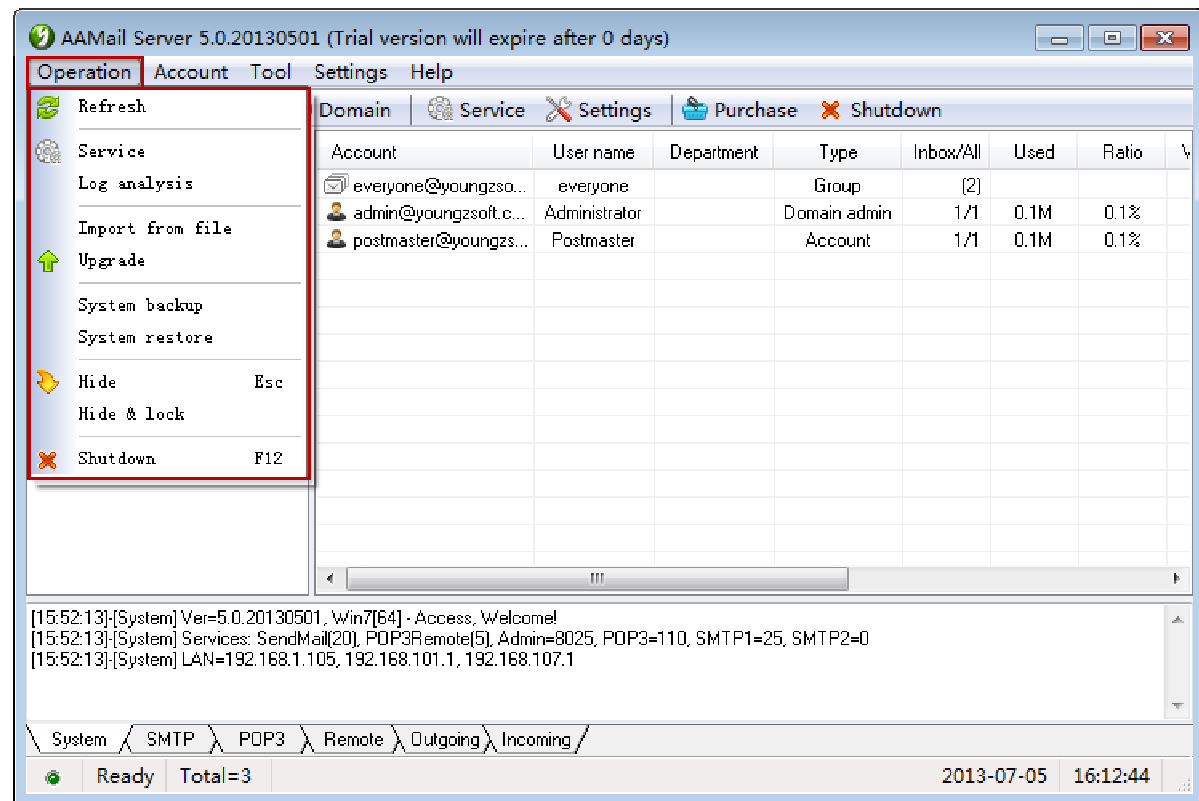 AAMail Server 5.0.20130501 (Trial version will expire after 0 days)
Operation Account Tool Settings Help
Domain Service Settings Purchase Shutdown
Refresh
Service
Log analysis
Import from file
Upgrade
System backup
System restore
Hide Esc
Hide & lock
Shutdown F12
Account User name Department Type Inbox/All Used Ratio
everyone@youngzso... everyone Group (2)
admin@youngzsoft.c... Administrator Domain admin 1/1 0.1M 0.1%
postmaster@youngzs... Postmaster Account 1/1 0.1M 0.1%
[15:52:13]-[System] Ver=5.0.20130501, Win7[64] - Access, Welcome!
[15:52:13]-[System] Services: SendMail(20), POP3Remote(5), Admin=8025, POP3=110, SMTP1=25, SMTP2=0
[15:52:13]-[System] LAN=192.168.1.105, 192.168.101.1, 192.168.107.1
System SMTP POP3 Remote Outgoing Incoming
Ready Total=3 2013-07-05 16:12:44